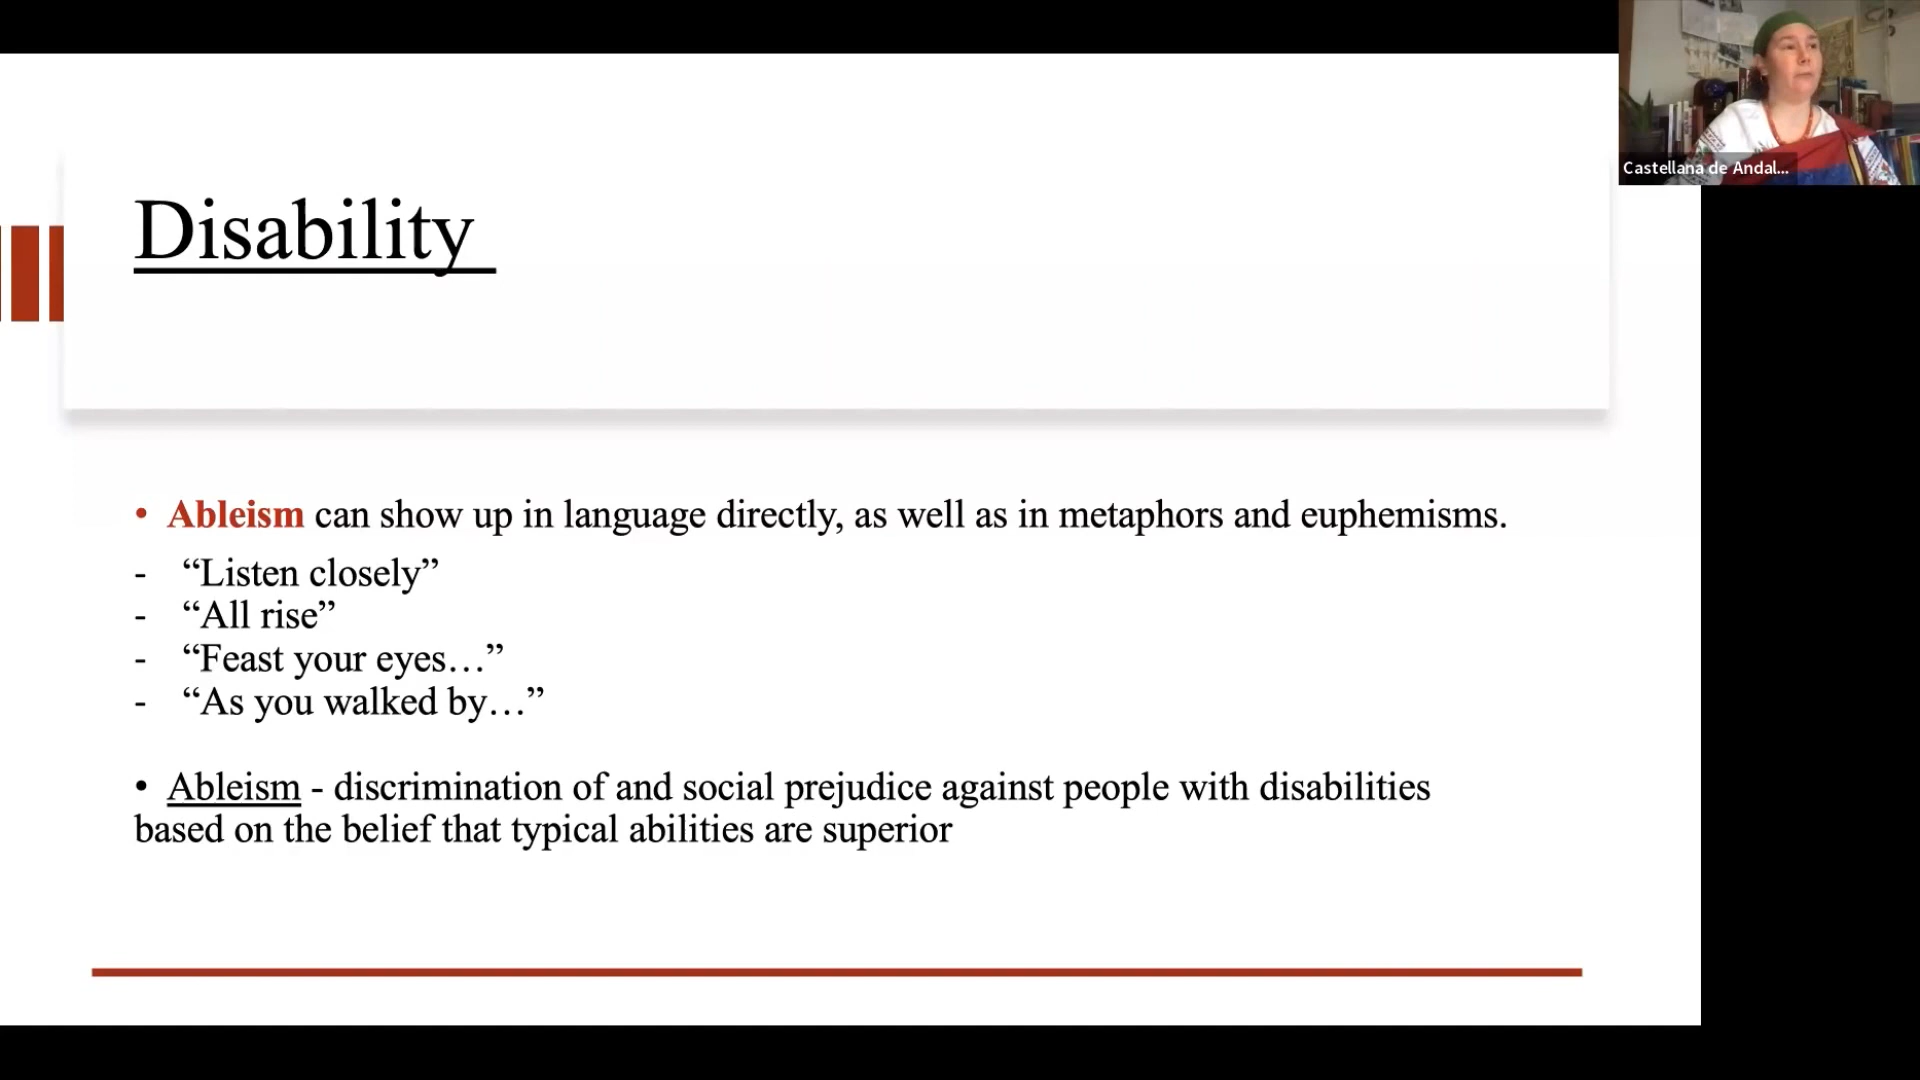 Castellana de Andal...
Disability
• Ableism can show up in language directly, as well as in metaphors and euphemisms.
- “Listen closely”
- “All rise”
- “Feast your eyes…”
- “As you walked by…”
• Ableism - discrimination of and social prejudice against people with disabilities
based on the belief that typical abilities are superior